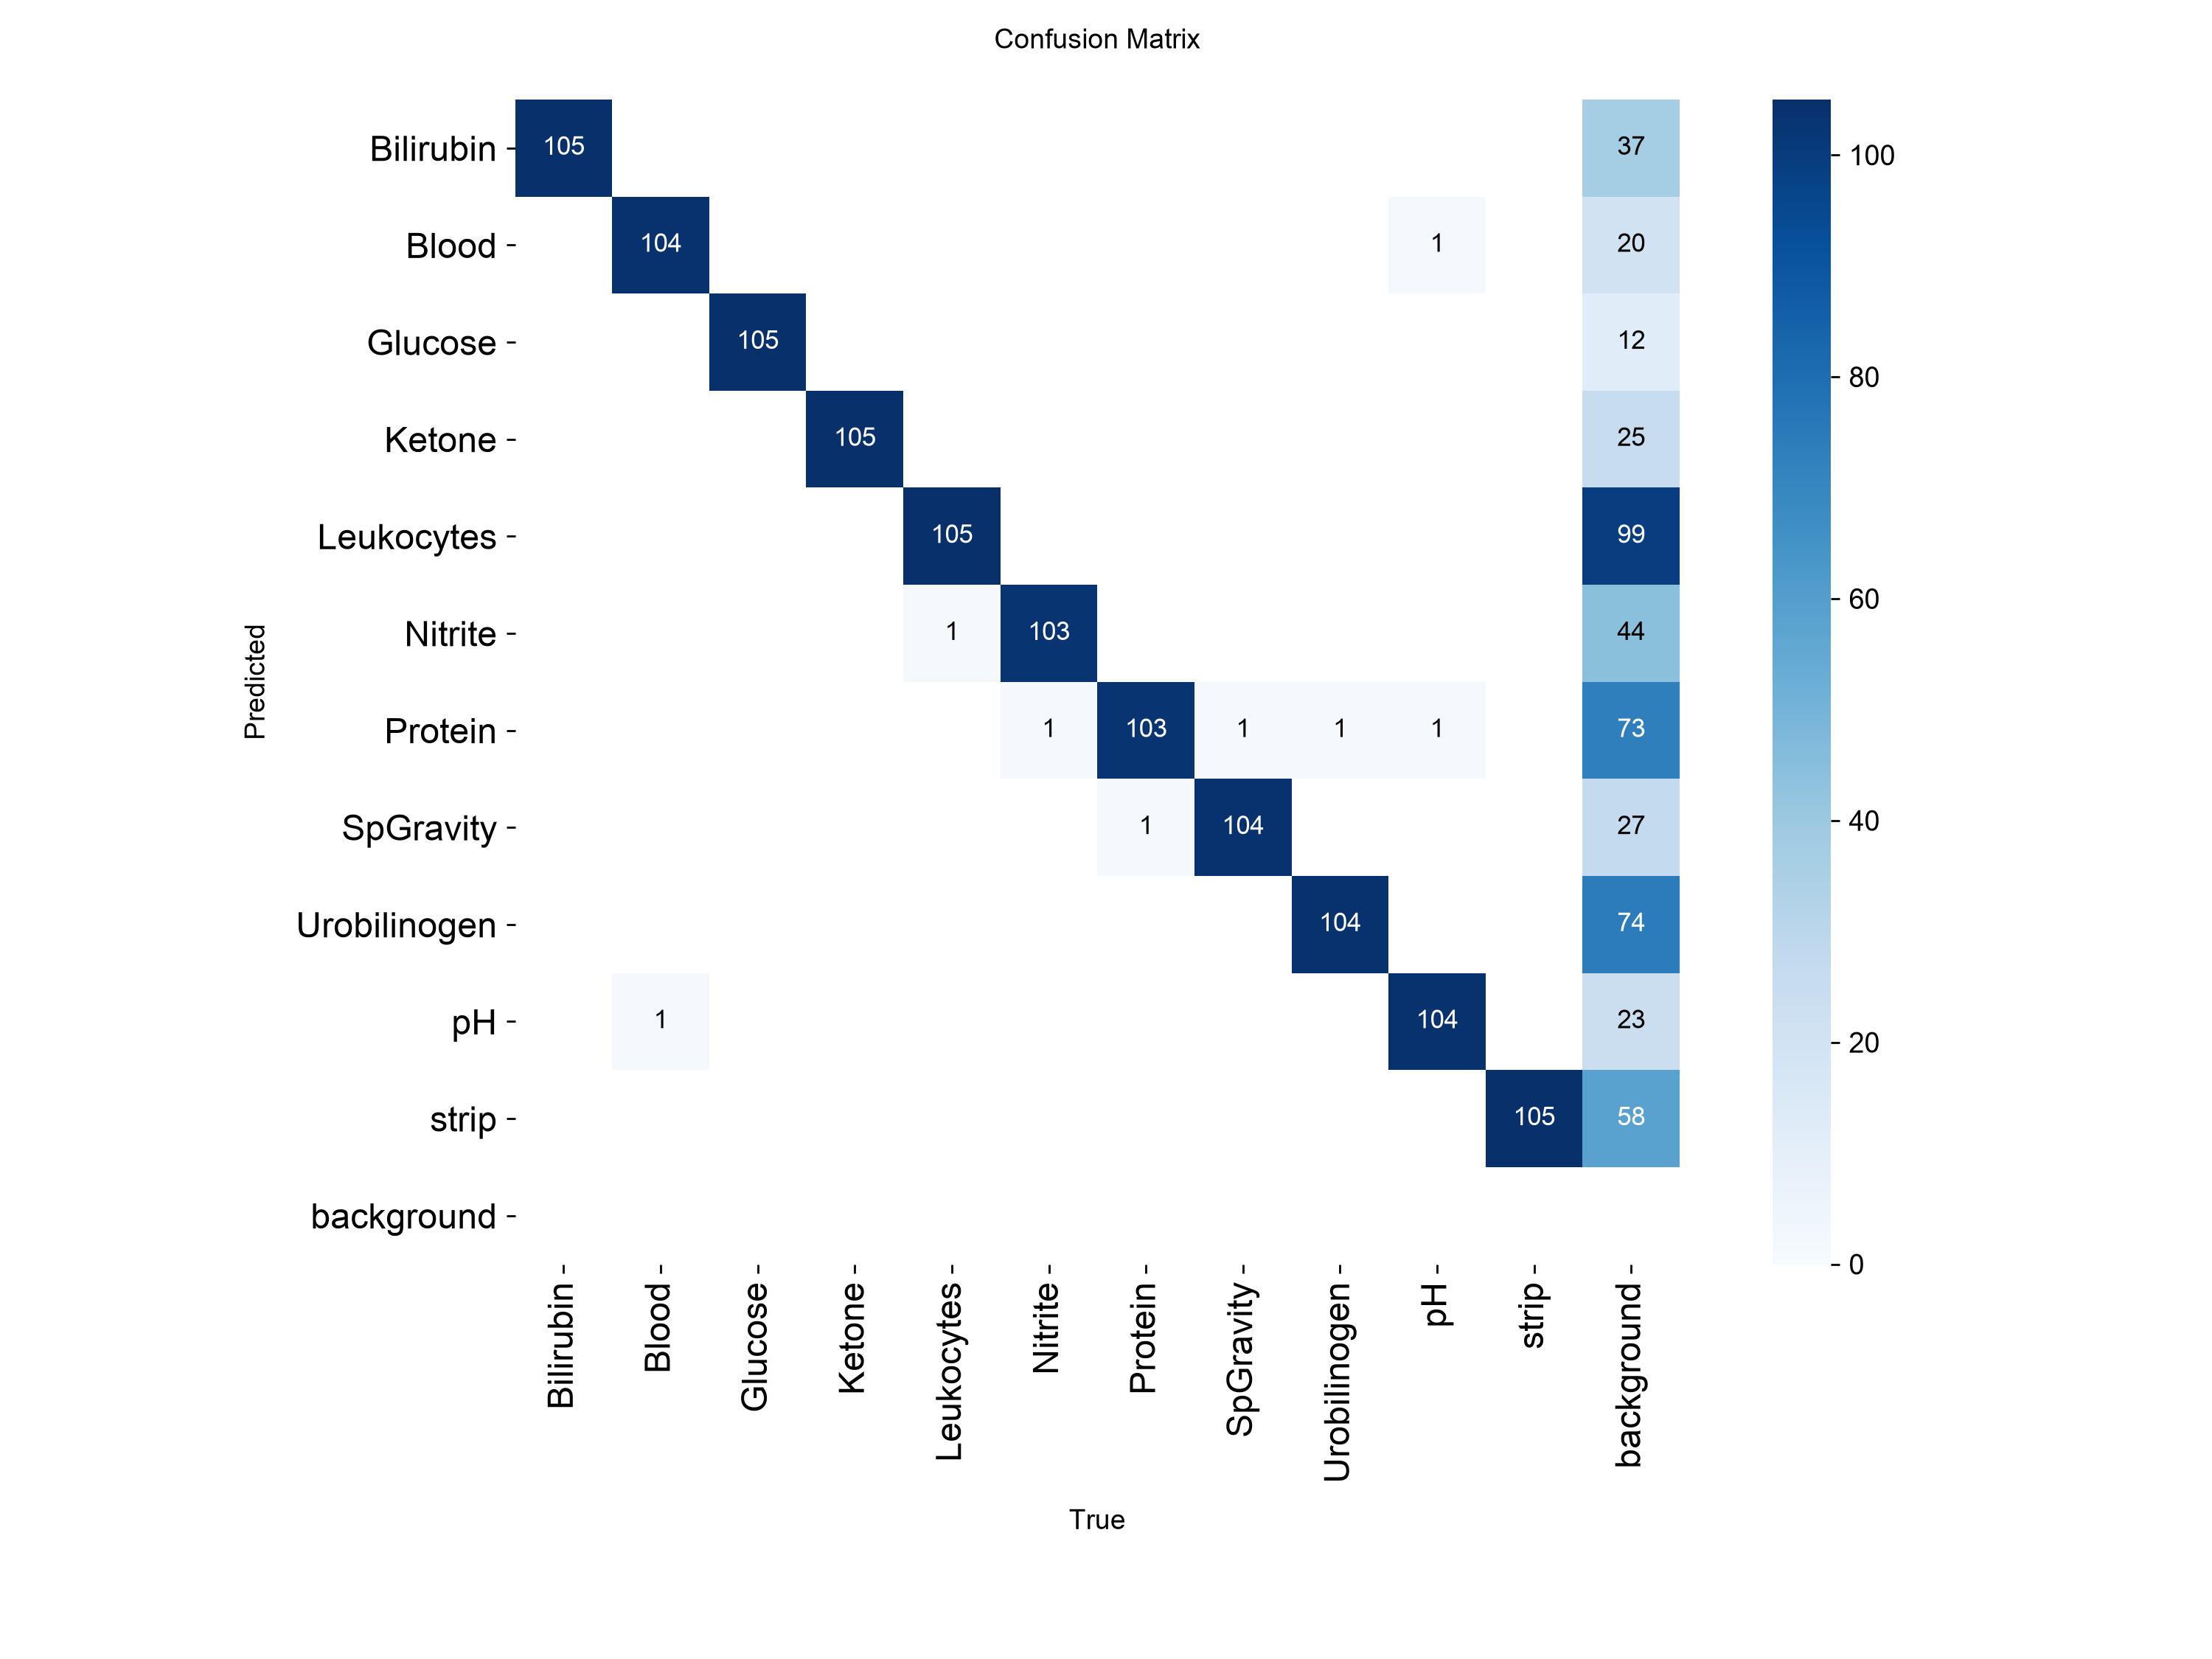 Confusion Matrix
Bilirubin 105 37 100
Blood 104 1 20
Glucose 105 12 80
Ketone 105 25
Leukocytes 105 99
Nitrite 1 103 44 60
Protein 1 103 1 1 1 73
SpGravity 1 104 27 40
Urobilinogen 104 74
pH 1 104 23 20
strip 105 58
background 0
Predicted
Bilirubin
Blood
Glucose
Ketone
Leukocytes
Nitrite
Protein
SpGravity
Urobilinogen
pH
strip
background
True